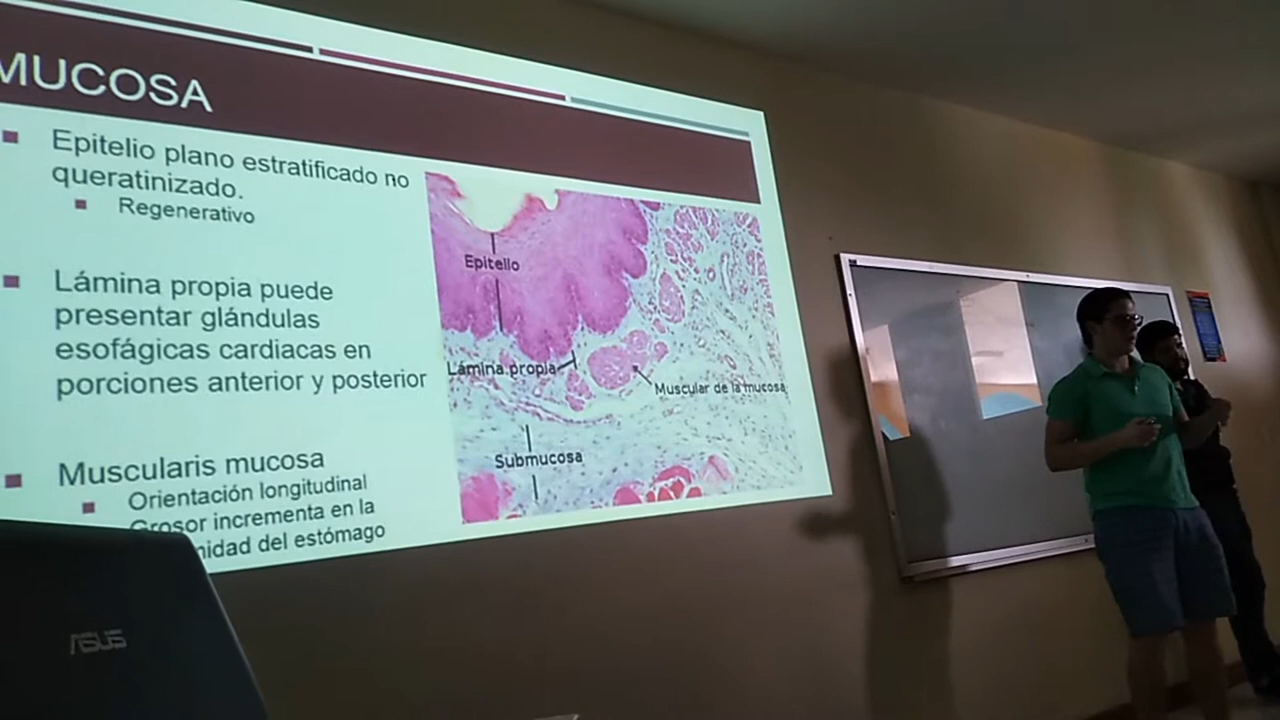 MUCOSA
Epitelio plano estratificado no
queratinizado.
Regenerativo
Lámina propia puede
presentar glándulas
esofágicas cardiacas en
porciones anterior y posterior
Muscularis mucosa
Orientación longitudinal
Grosor incrementa en la
midad del estómago
Epitelio
Lámina propia
Muscular de la mucosa
Submucosa
ASUS